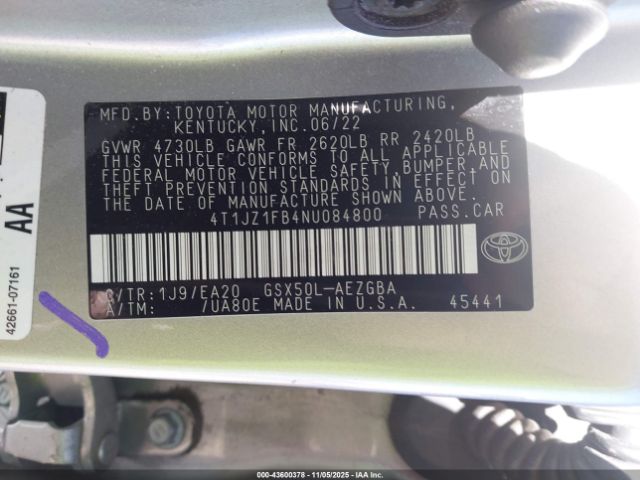 MFD.BY:TOYOTA MOTOR MANUFACTURING,
KENTUCKY,INC.06/22
GVWR 4730LB GAWR FR 2620LB RR 2420LB
THIS VEHICLE CONFORMS TO ALL APPLICABLE
FEDERAL MOTOR VEHICLE SAFETY,BUMPER,AND
THEFT PREVENTION STANDARDS IN EFFECT ON
THE DATE OF MANUFACTURE SHOWN ABOVE.
4T1JZ1FB4NU084800 PASS.CAR
C/TR:1J9/EA20 GSX50L-AEZGBA
A/TM: /UA80E MADE IN U.S.A. 45441
TOYOTA
AA
42661-07161
000-43600378 - 11/05/2025 - IAA Inc.